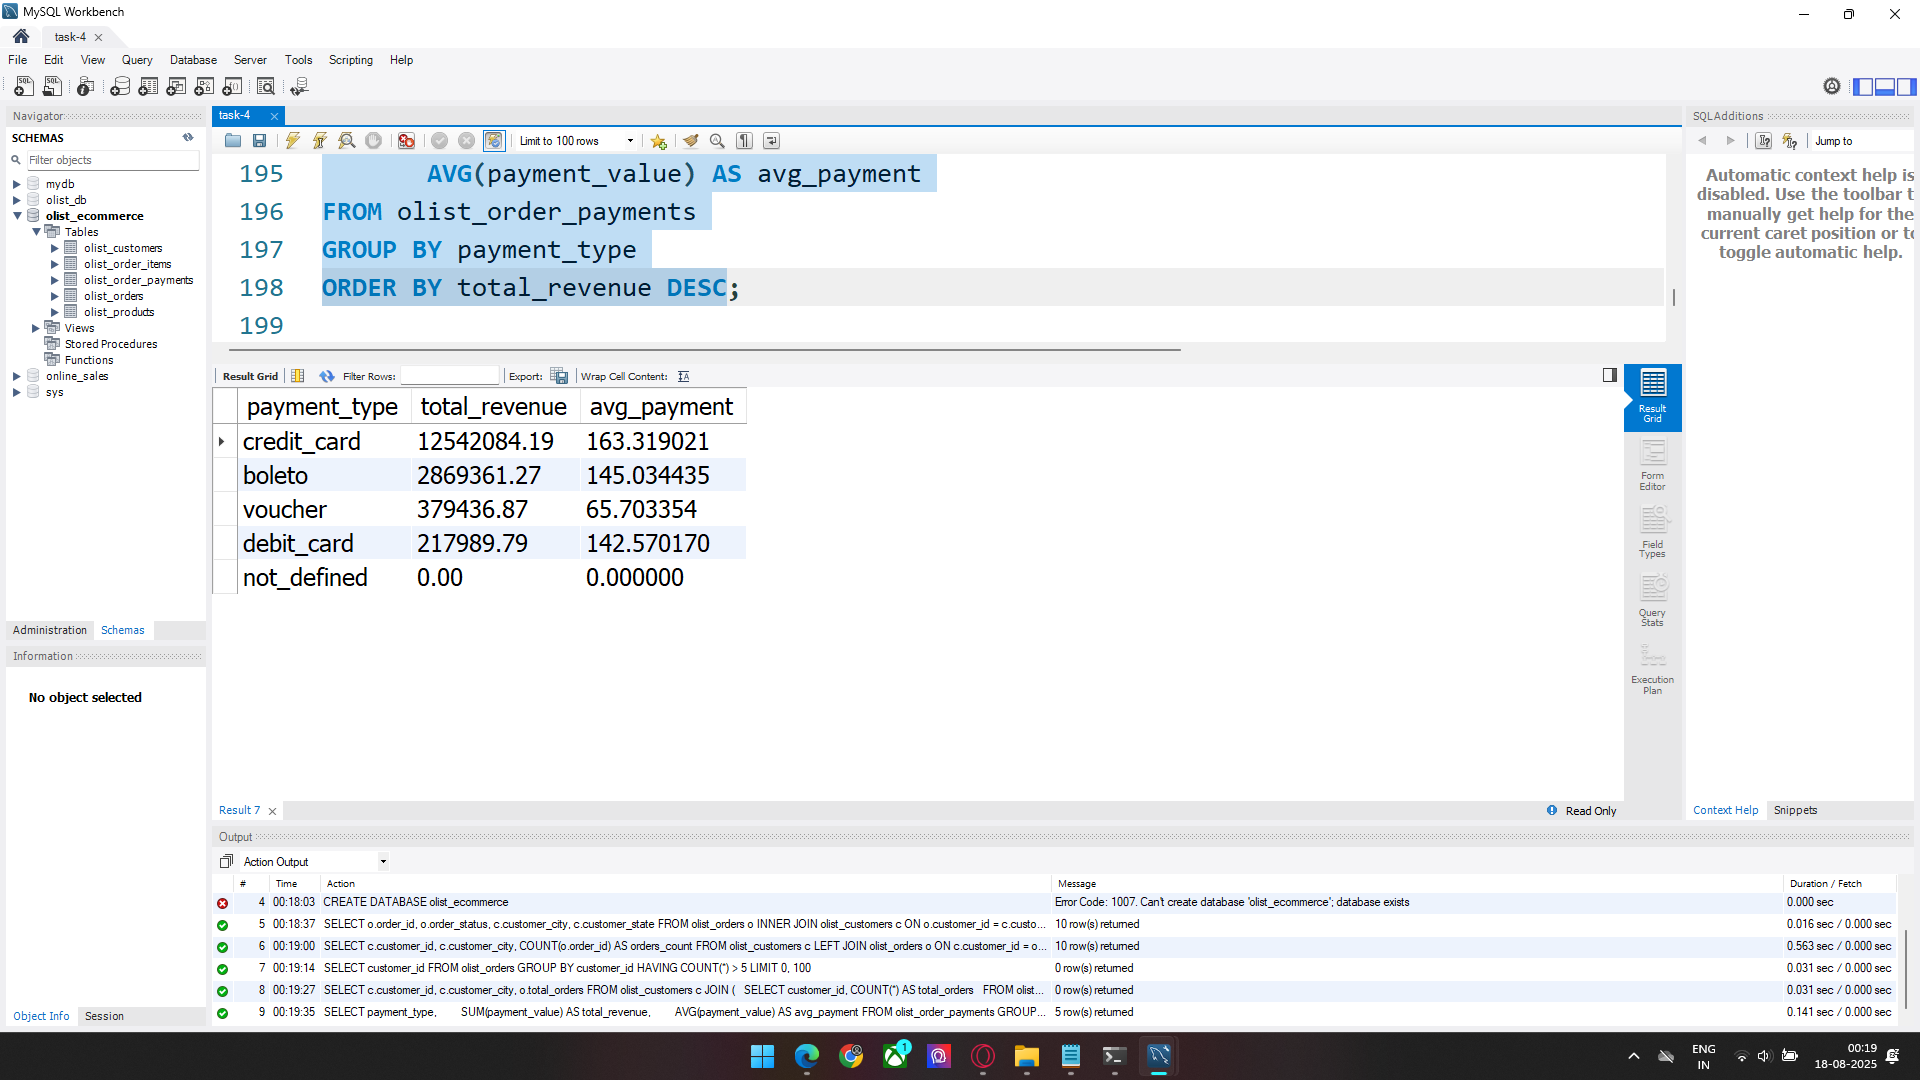 MySQL Workbench
task-4
File Edit View Query Database Server Tools Scripting Help
Navigator
SCHEMAS
Filter objects
mydb
olist_db
olist_ecommerce
Tables
olist_customers
olist_order_items
olist_order_payments
olist_orders
olist_products
Views
Stored Procedures
Functions
online_sales
sys
Administration Schemas
Information
No object selected
Object Info Session
task-4
Limit to 100 rows
195 AVG(payment_value) AS avg_payment
196 FROM olist_order_payments
197 GROUP BY payment_type
198 ORDER BY total_revenue DESC;
199
Result Grid Filter Rows: Export: Wrap Cell Content:
payment_type total_revenue avg_payment
credit_card 12542084.19 163.319021
boleto 2869361.27 145.034435
voucher 379436.87 65.703354
debit_card 217989.79 142.570170
not_defined 0.00 0.000000
Result Grid
Form Editor
Field Types
Query Stats
Execution Plan
Result 7
Read Only
SQLAdditions
Jump to
Automatic context help is
disabled. Use the toolbar t
manually get help for the
current caret position or to
toggle automatic help.
Context Help Snippets
Output
Action Output
# Time Action Message Duration / Fetch
4 00:18:03 CREATE DATABASE olist_ecommerce Error Code: 1007. Can't create database 'olist_ecommerce'; database exists 0.000 sec
5 00:18:37 SELECT o.order_id, o.order_status, c.customer_city, c.customer_state FROM olist_orders o INNER JOIN olist_customers c ON o.customer_id = c.custo... 10 row(s) returned 0.016 sec / 0.000 sec
6 00:19:00 SELECT c.customer_id, c.customer_city, COUNT(o.order_id) AS orders_count FROM olist_customers c LEFT JOIN olist_orders o ON c.customer_id = o... 10 row(s) returned 0.563 sec / 0.000 sec
7 00:19:14 SELECT customer_id FROM olist_orders GROUP BY customer_id HAVING COUNT(*) > 5 LIMIT 0, 100 0 row(s) returned 0.031 sec / 0.000 sec
8 00:19:27 SELECT c.customer_id, c.customer_city, o.total_orders FROM olist_customers c JOIN ( SELECT customer_id, COUNT(*) AS total_orders FROM olist... 0 row(s) returned 0.031 sec / 0.000 sec
9 00:19:35 SELECT payment_type, SUM(payment_value) AS total_revenue, AVG(payment_value) AS avg_payment FROM olist_order_payments GROUP... 5 row(s) returned 0.141 sec / 0.000 sec
1
ENG
IN
00:19
18-08-2025